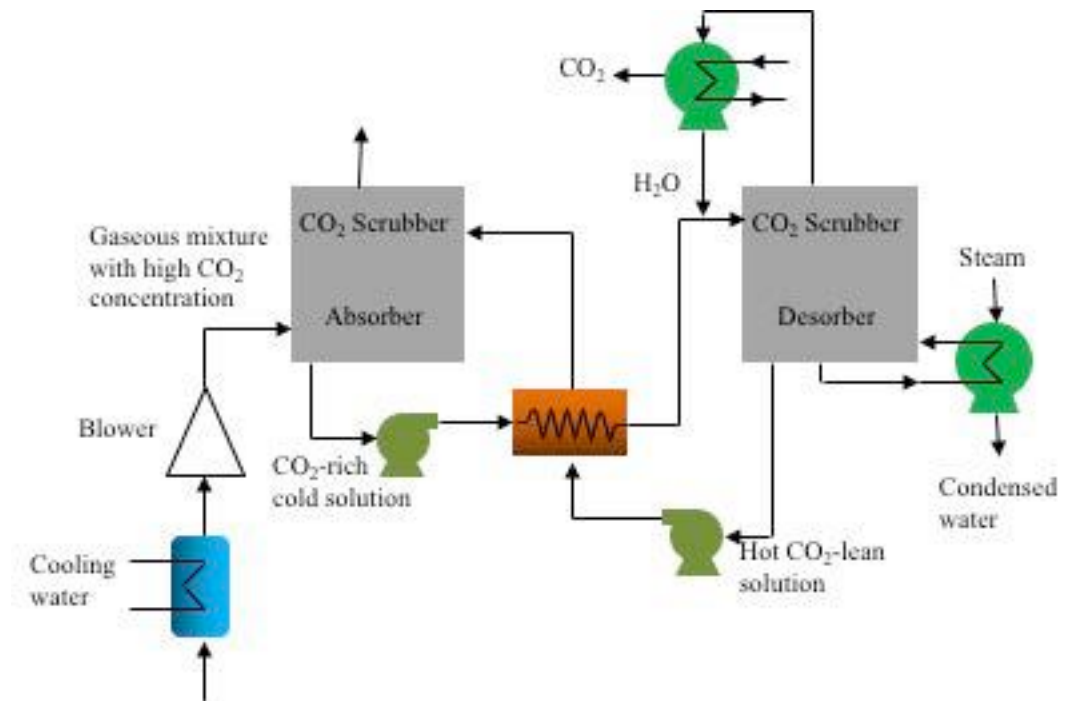 CO₂
H₂O
CO₂ Scrubber
Absorber
CO₂ Scrubber
Desorber
Gaseous mixture
with high CO₂
concentration
Steam
Blower
CO₂-rich
cold solution
Condensed
water
Hot CO₂-lean
solution
Cooling
water